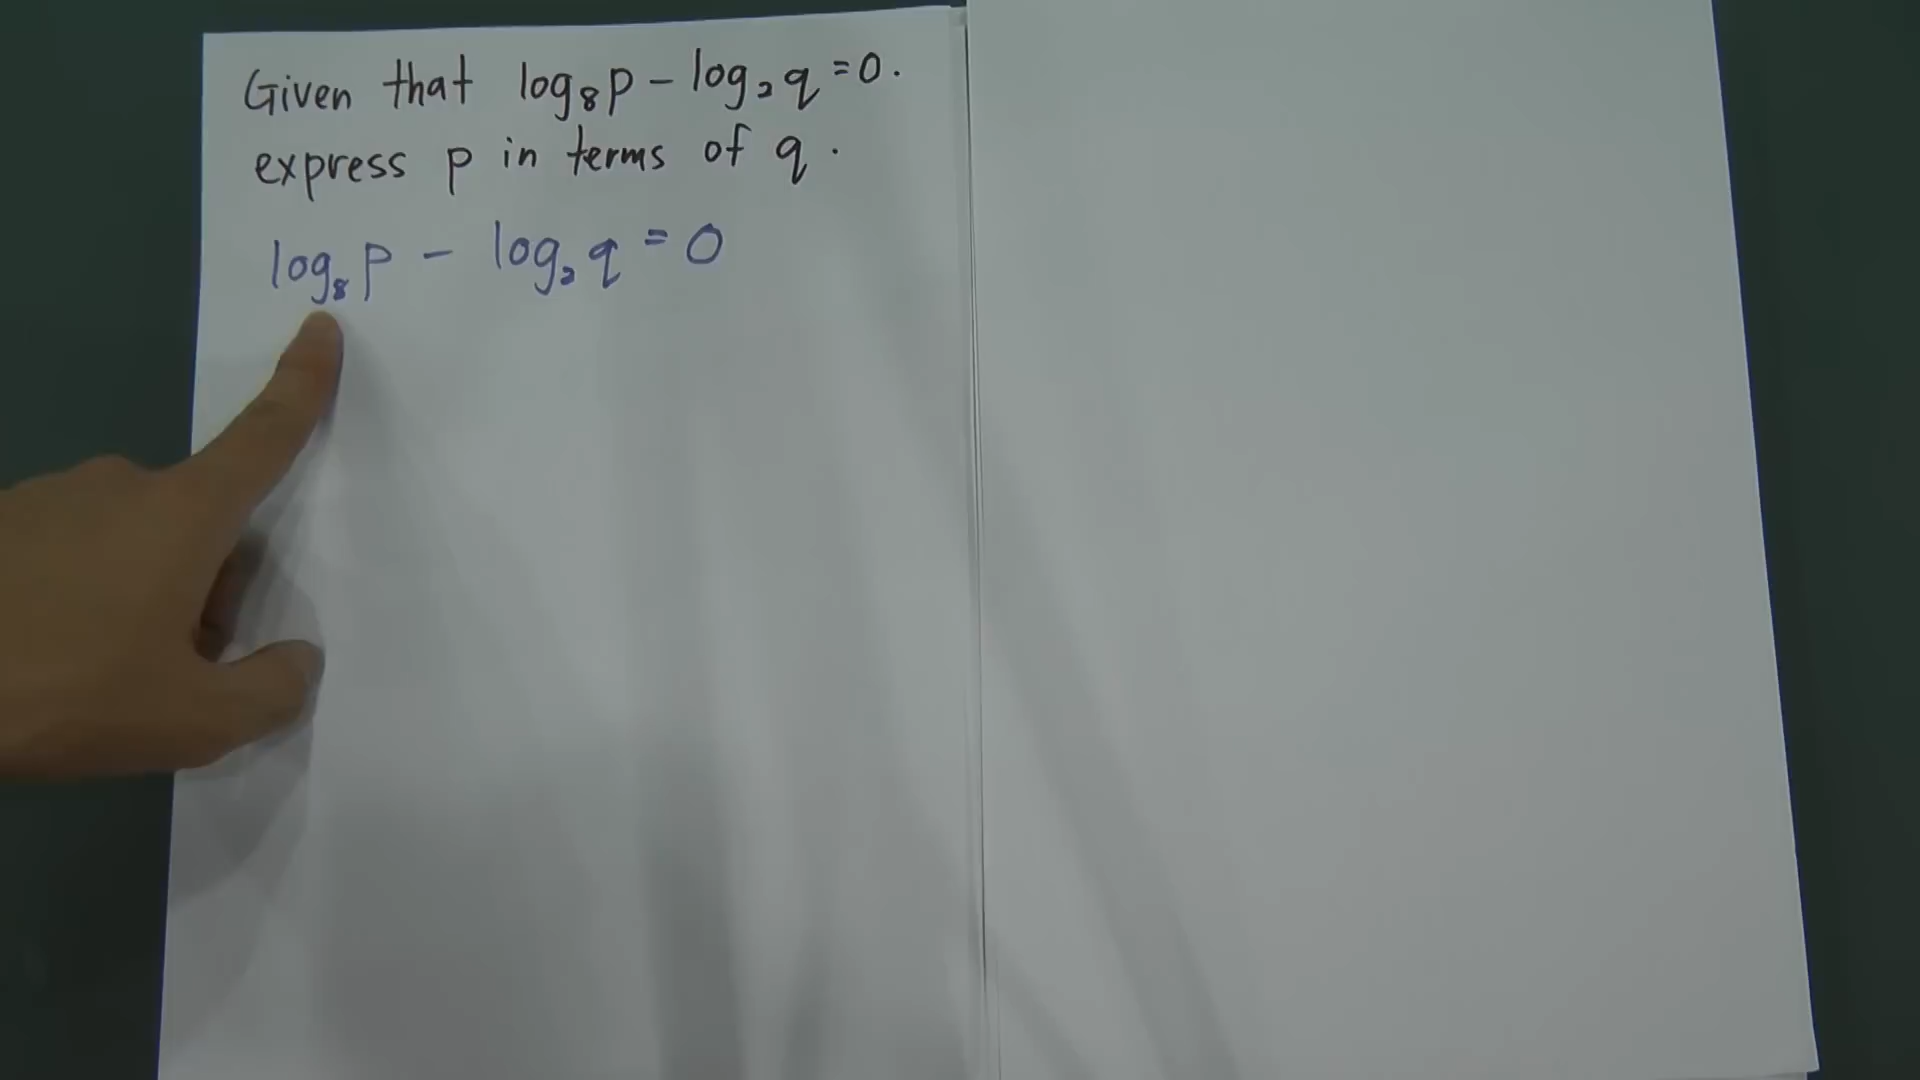 Given that log₈p - log₂q = 0.
express p in terms of q.
log₈p - log₂q = 0